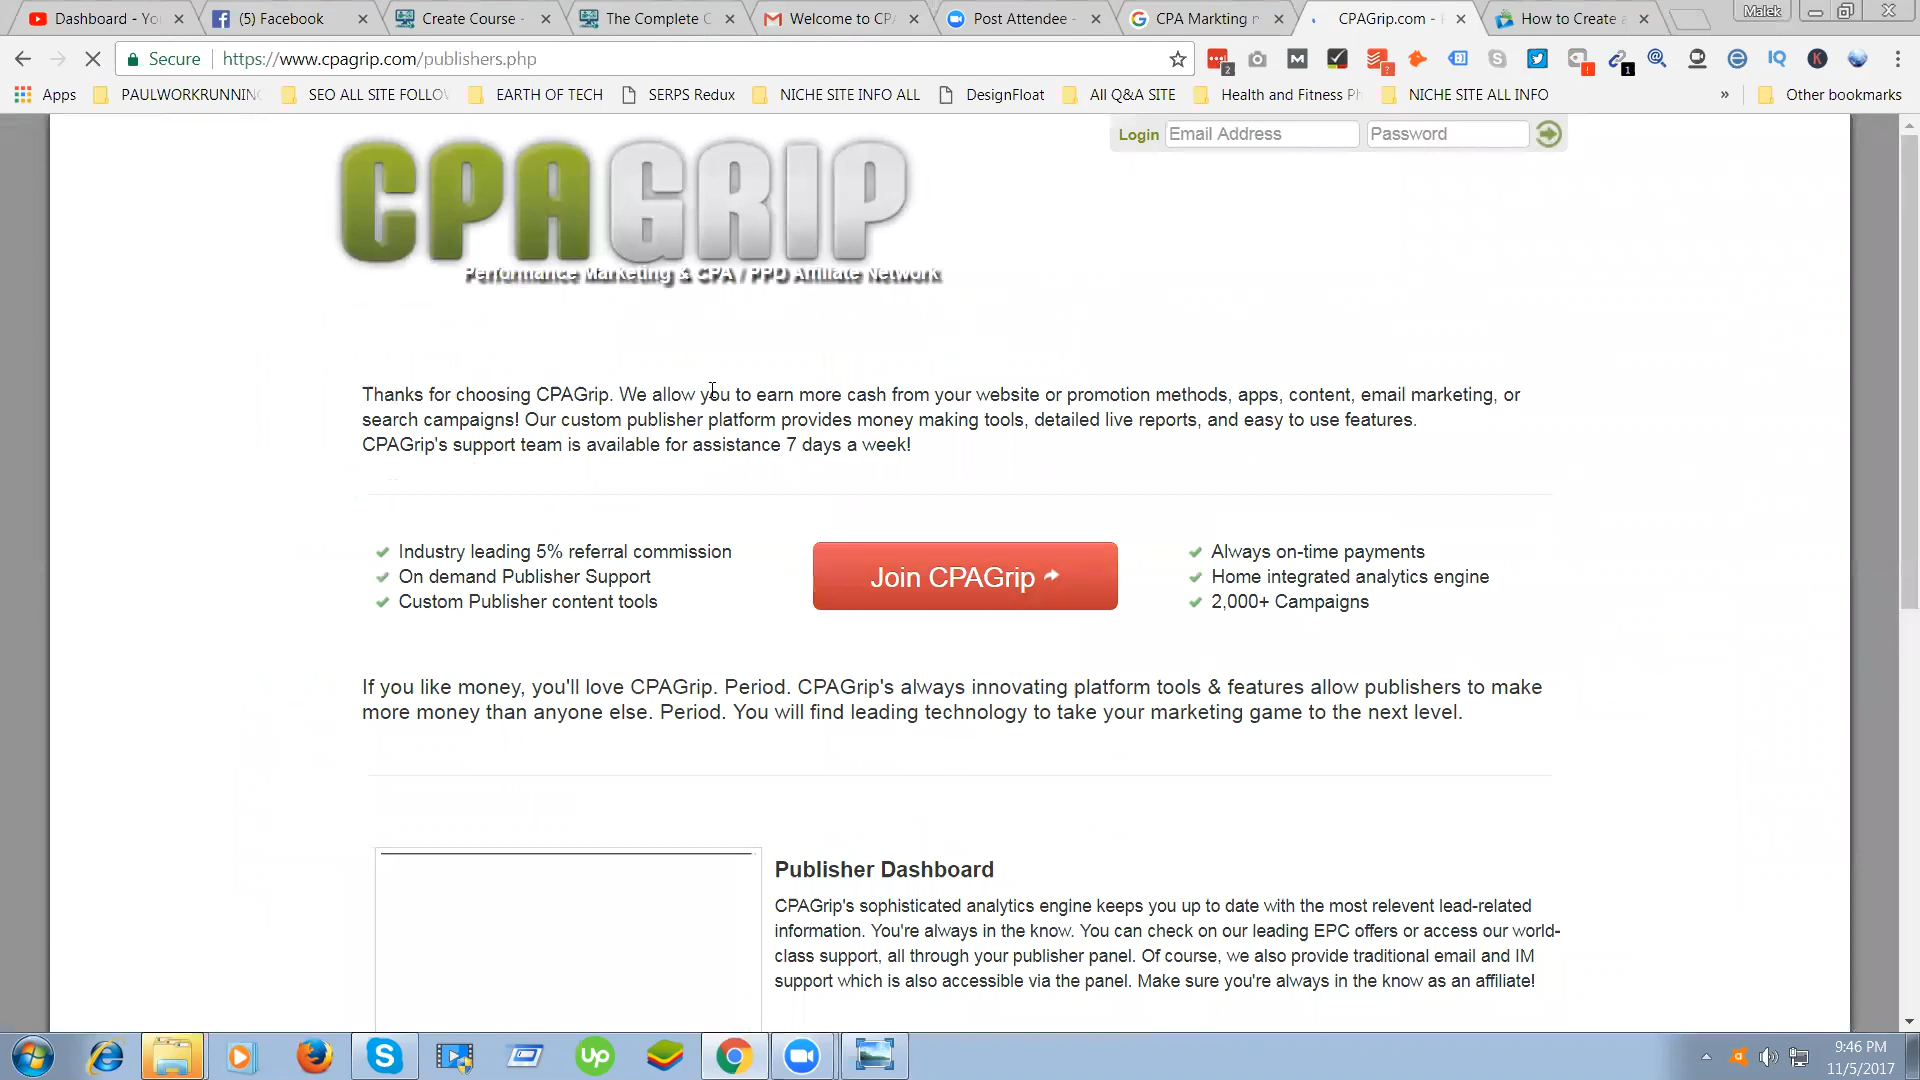 Dashboard - Yo
(5) Facebook
Create Course -
The Complete C
Welcome to CPA
Post Attendee -
CPA Markting n
CPAGrip.com -
How to Create a
Malek
Secure
https://www.cpagrip.com/publishers.php
Apps
PAULWORKRUNNING
SEO ALL SITE FOLLOV
EARTH OF TECH
SERPS Redux
NICHE SITE INFO ALL
DesignFloat
All Q&A SITE
Health and Fitness Ph
NICHE SITE ALL INFO
»
Other bookmarks
Login
Email Address
Password
CPAGRIP
Performance Marketing & CPA / PPD Affiliate Network
Thanks for choosing CPAGrip. We allow you to earn more cash from your website or promotion methods, apps, content, email marketing, or
search campaigns! Our custom publisher platform provides money making tools, detailed live reports, and easy to use features.
CPAGrip's support team is available for assistance 7 days a week!
Industry leading 5% referral commission
On demand Publisher Support
Custom Publisher content tools
Join CPAGrip
Always on-time payments
Home integrated analytics engine
2,000+ Campaigns
If you like money, you'll love CPAGrip. Period. CPAGrip's always innovating platform tools & features allow publishers to make
more money than anyone else. Period. You will find leading technology to take your marketing game to the next level.
Publisher Dashboard
CPAGrip's sophisticated analytics engine keeps you up to date with the most relevent lead-related
information. You're always in the know. You can check on our leading EPC offers or access our world-
class support, all through your publisher panel. Of course, we also provide traditional email and IM
support which is also accessible via the panel. Make sure you're always in the know as an affiliate!
9:46 PM
11/5/2017